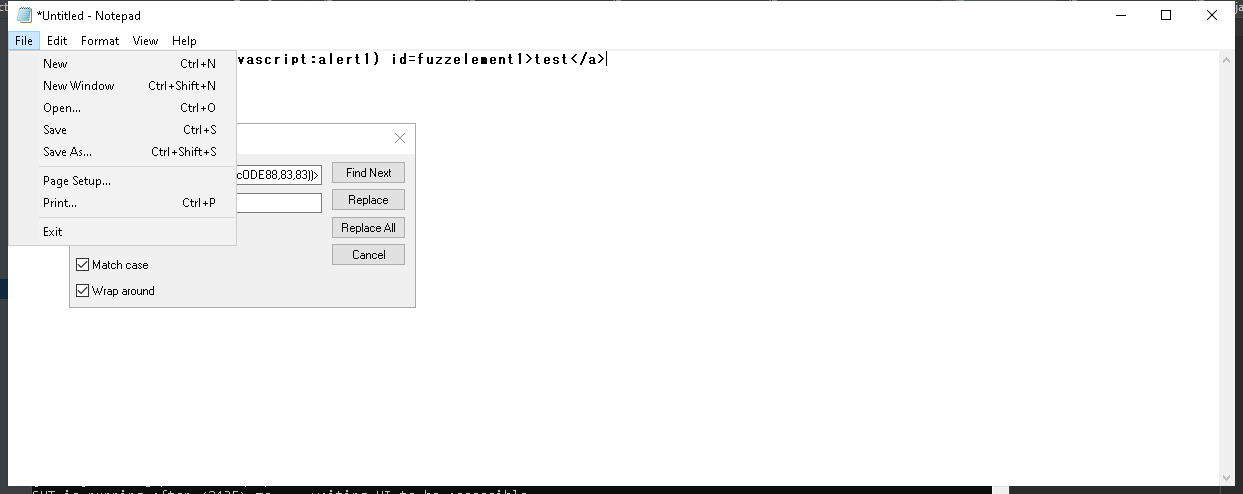 *Untitled - Notepad
File Edit Format View Help
vascript:alert1) id=fuzzelement1>test</a>
New Ctrl+N
New Window Ctrl+Shift+N
Open... Ctrl+O
Save Ctrl+S
Save As... Ctrl+Shift+S
Page Setup...
Print... Ctrl+P
Exit
cODE88,83,83))>
Find Next
Replace
Replace All
Cancel
Match case
Wrap around